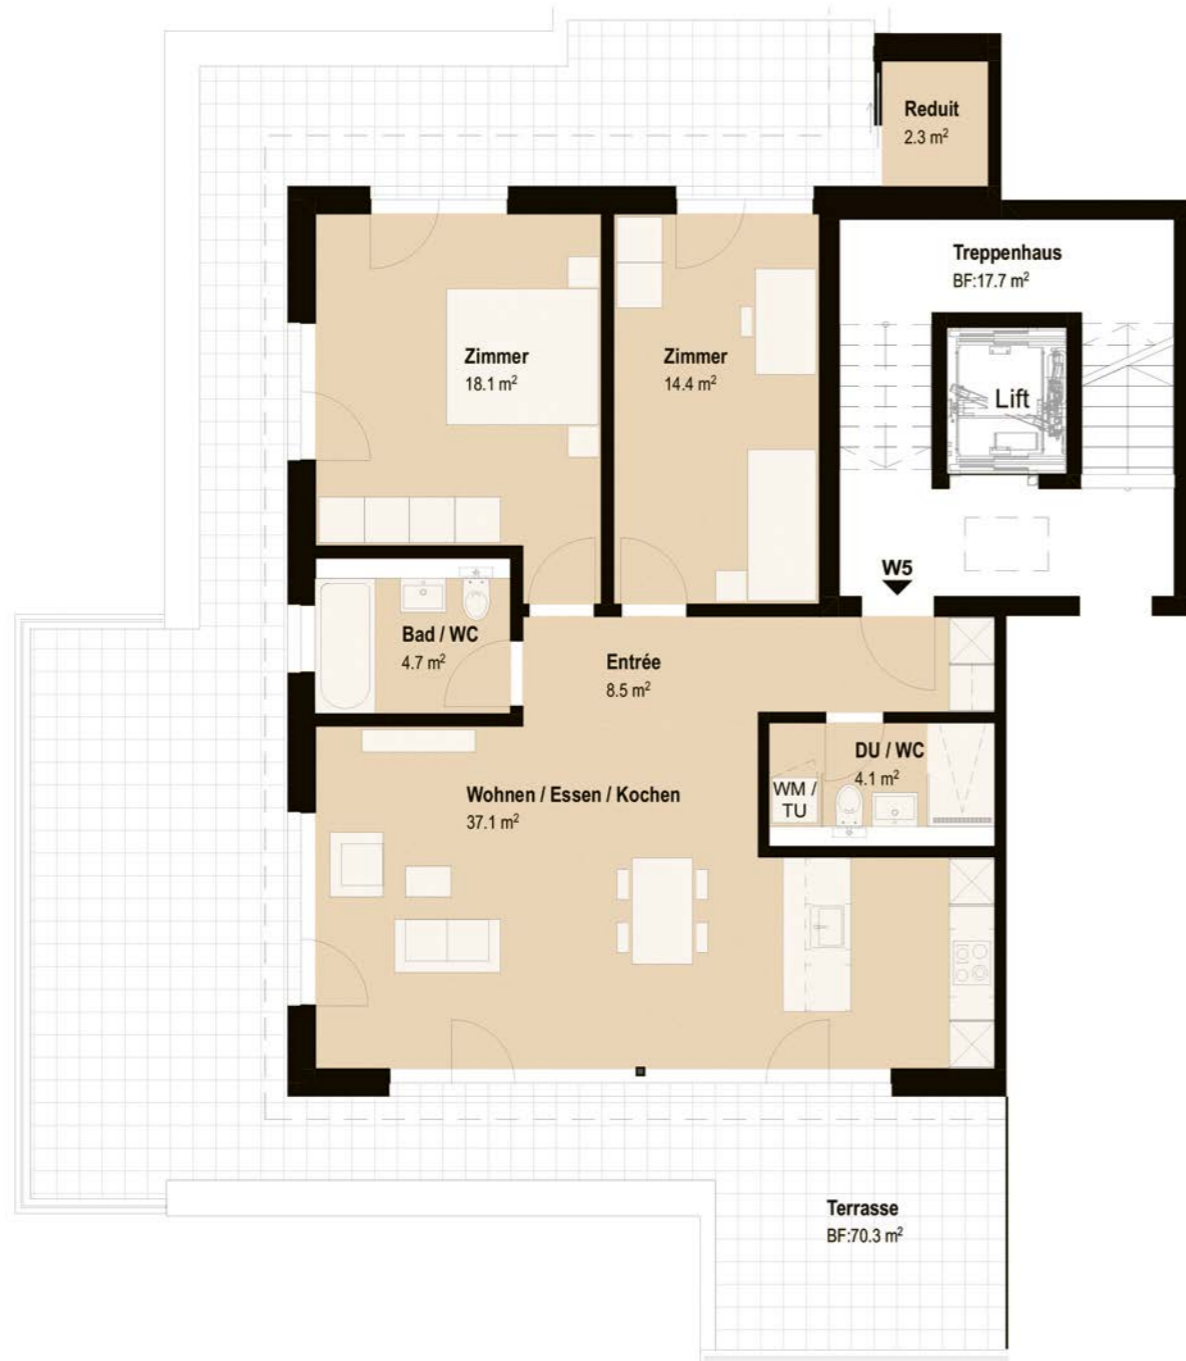 Reduit
2.3 m²
Treppenhaus
BF:17.7 m²
Zimmer
18.1 m²
Zimmer
14.4 m²
Lift
W5
Bad / WC
4.7 m²
Entrée
8.5 m²
DU / WC
4.1 m²
WM /
TU
Wohnen / Essen / Kochen
37.1 m²
Terrasse
BF:70.3 m²